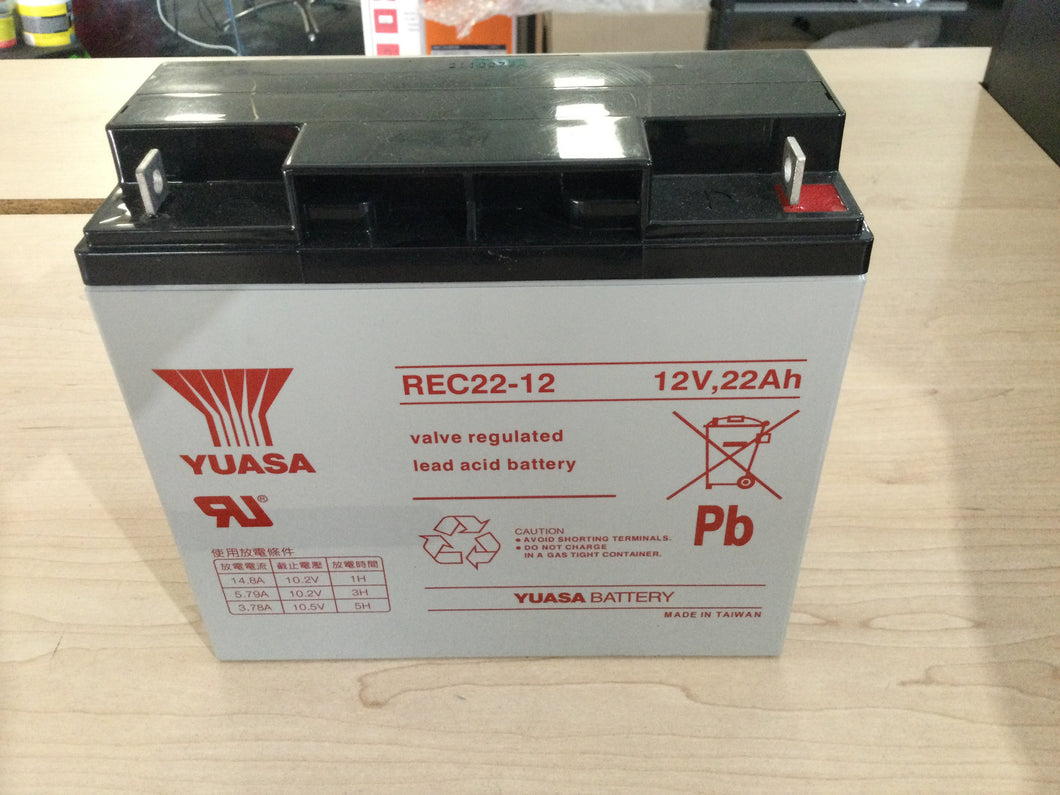 REC22-12 12V,22Ah
valve regulated
lead acid battery
YUASA
Pb
CAUTION
● AVOID SHORTING TERMINALS.
● DO NOT CHARGE
IN A GAS TIGHT CONTAINER.
使用放電條件
放電電流 截止電壓 放電時間
14.8A 10.2V 1H
5.79A 10.2V 3H
3.78A 10.5V 5H
YUASA BATTERY
MADE IN TAIWAN